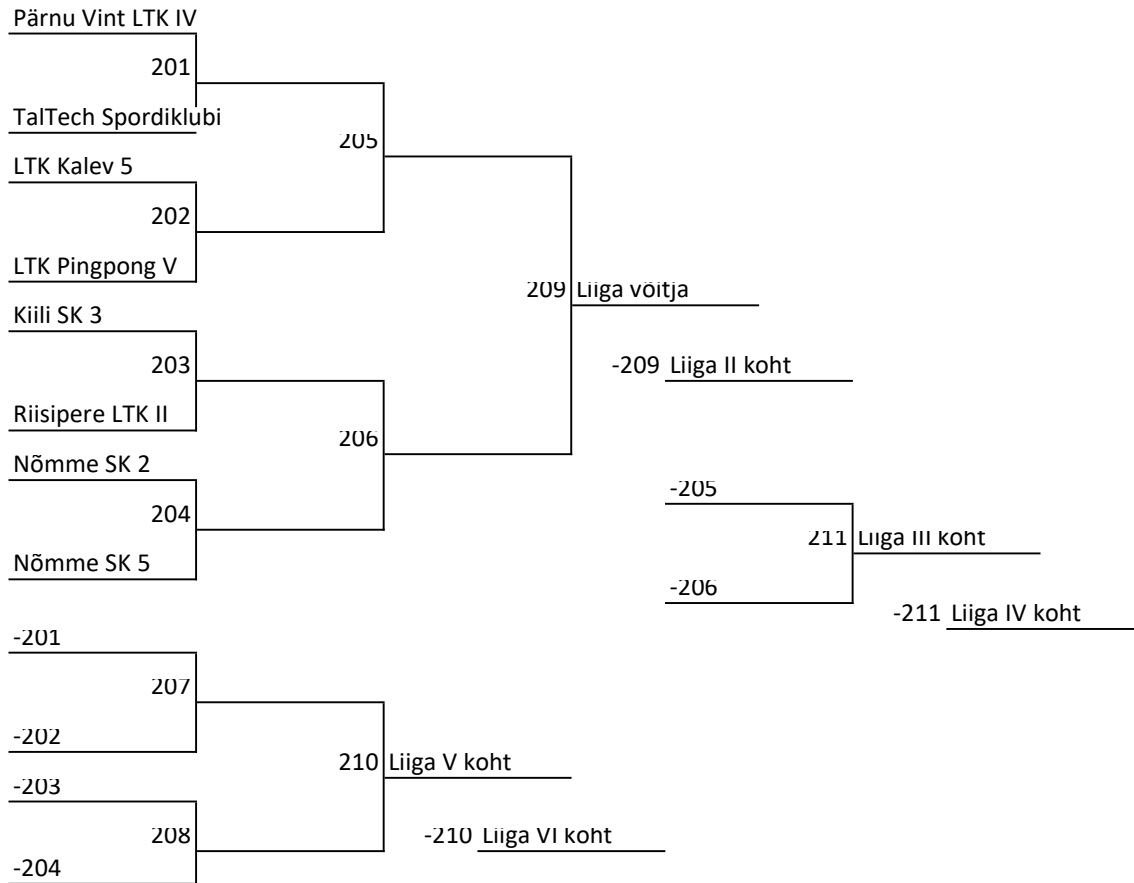 Pärnu Vint LTK IV
201
TalTech Spordiklubi
205
LTK Kalev 5
202
LTK Pingpong V
209 Liiga võitja
Kiili SK 3
203
-209 Liiga II koht
Riisipere LTK II
206
Nõmme SK 2
-205
204
211 Liiga III koht
Nõmme SK 5
-206
-211 Liiga IV koht
-201
207
-202
210 Liiga V koht
-203
208
-210 Liiga VI koht
-204